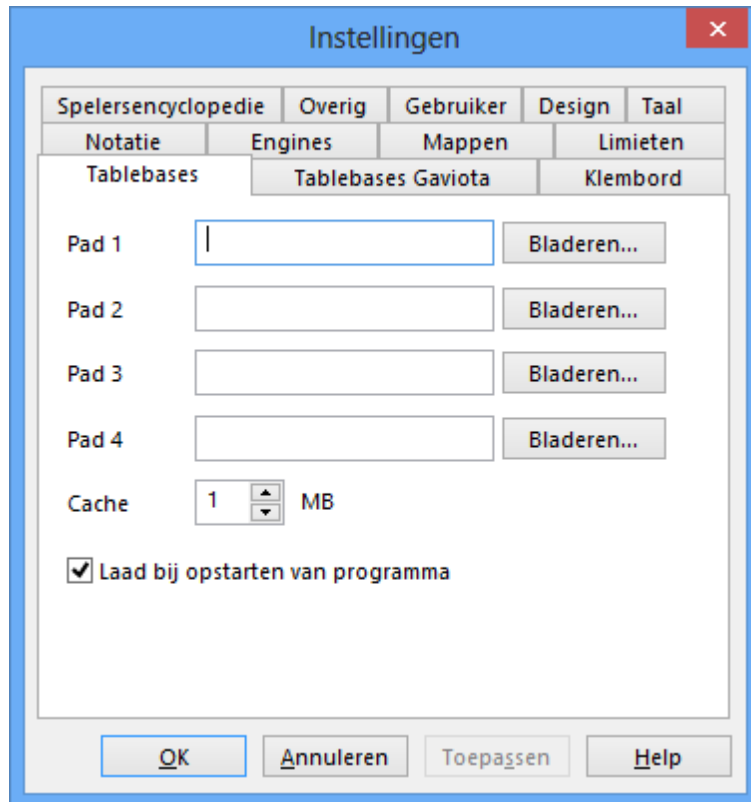 Instellingen
Spelersencyclopedie Overig Gebruiker Design Taal
Notatie Engines Mappen Limieten
Tablebases Tablebases Gaviota Klembord
Pad 1 Bladeren...
Pad 2 Bladeren...
Pad 3 Bladeren...
Pad 4 Bladeren...
Cache 1 MB
Laad bij opstarten van programma
OK Annuleren Toepassen Help